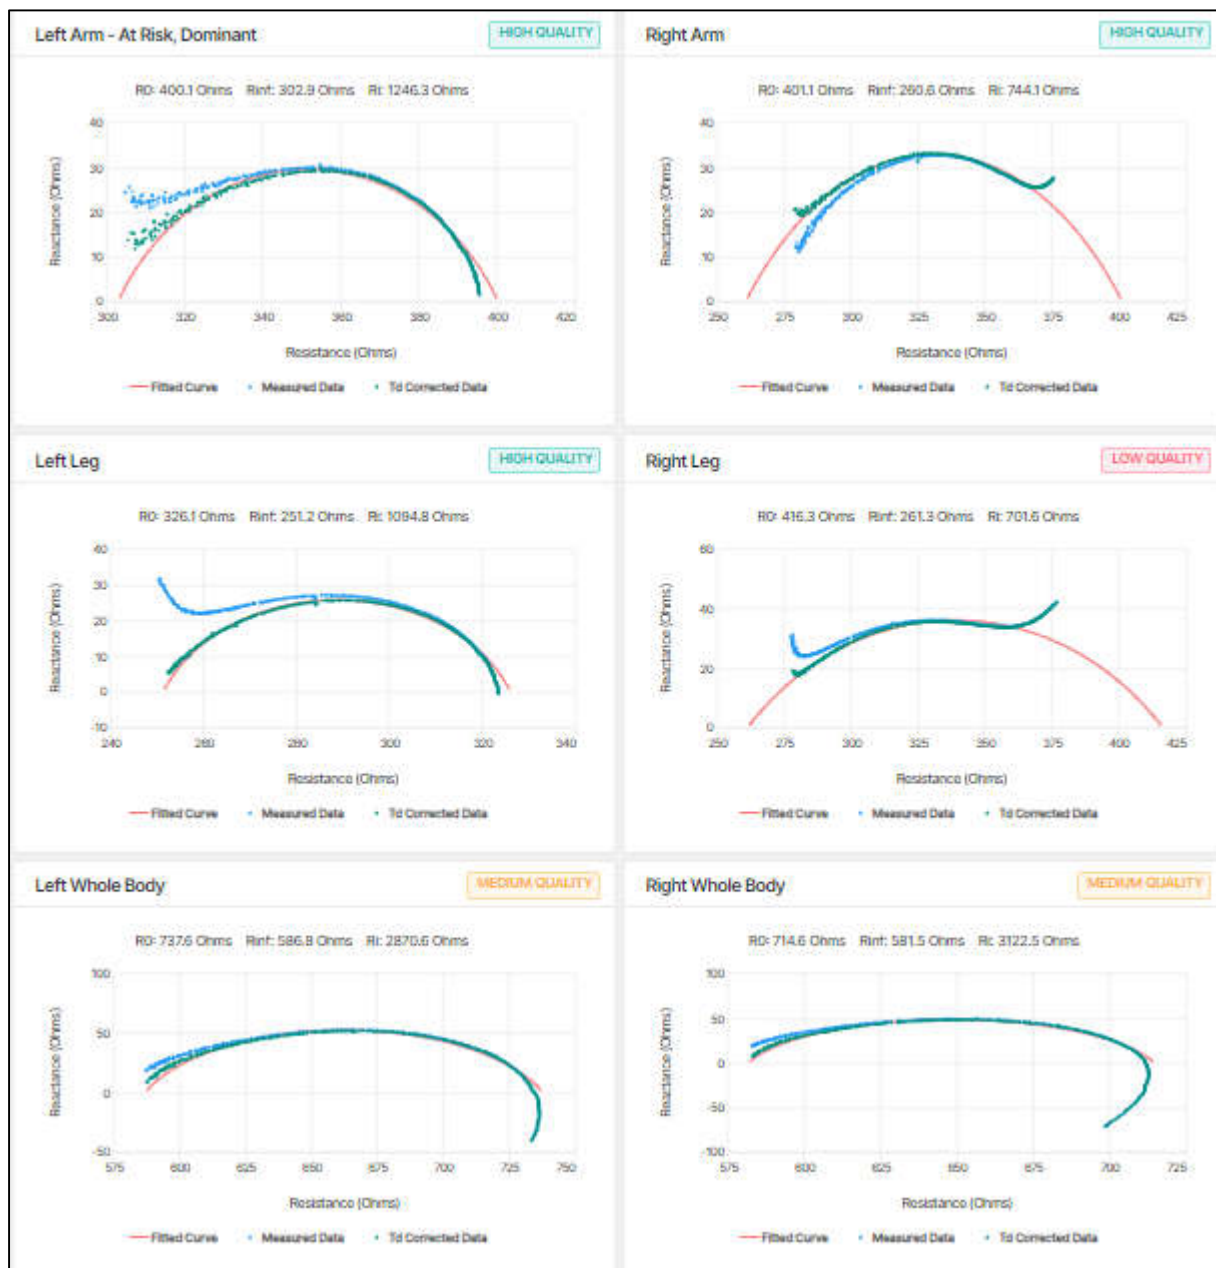 Left Arm - At Risk, Dominant HIGH QUALITY
R0: 400.1 Ohms Rinf: 302.9 Ohms Ri: 1246.3 Ohms
Reactance (Ohms)
40
30
20
10
0
300 320 340 360 380 400 420
Resistance (Ohms)
Fitted Curve Measured Data Td Corrected Data
Right Arm HIGH QUALITY
R0: 401.1 Ohms Rinf: 260.6 Ohms Ri: 744.1 Ohms
Reactance (Ohms)
40
30
20
10
0
250 275 300 325 350 375 400 425
Resistance (Ohms)
Fitted Curve Measured Data Td Corrected Data
Left Leg HIGH QUALITY
R0: 326.1 Ohms Rinf: 251.2 Ohms Ri: 1094.8 Ohms
Reactance (Ohms)
40
30
20
10
0
-10
240 260 280 300 320 340
Resistance (Ohms)
Fitted Curve Measured Data Td Corrected Data
Right Leg LOW QUALITY
R0: 416.3 Ohms Rinf: 261.3 Ohms Ri: 701.6 Ohms
Reactance (Ohms)
60
40
20
0
250 275 300 325 350 375 400 425
Resistance (Ohms)
Fitted Curve Measured Data Td Corrected Data
Left Whole Body MEDIUM QUALITY
R0: 737.6 Ohms Rinf: 586.8 Ohms Ri: 2870.6 Ohms
Reactance (Ohms)
100
50
0
-50
575 600 625 650 675 700 725 750
Resistance (Ohms)
Fitted Curve Measured Data Td Corrected Data
Right Whole Body MEDIUM QUALITY
R0: 714.6 Ohms Rinf: 581.5 Ohms Ri: 3122.5 Ohms
Reactance (Ohms)
100
50
0
-50
-100
575 600 625 650 675 700 725
Resistance (Ohms)
Fitted Curve Measured Data Td Corrected Data